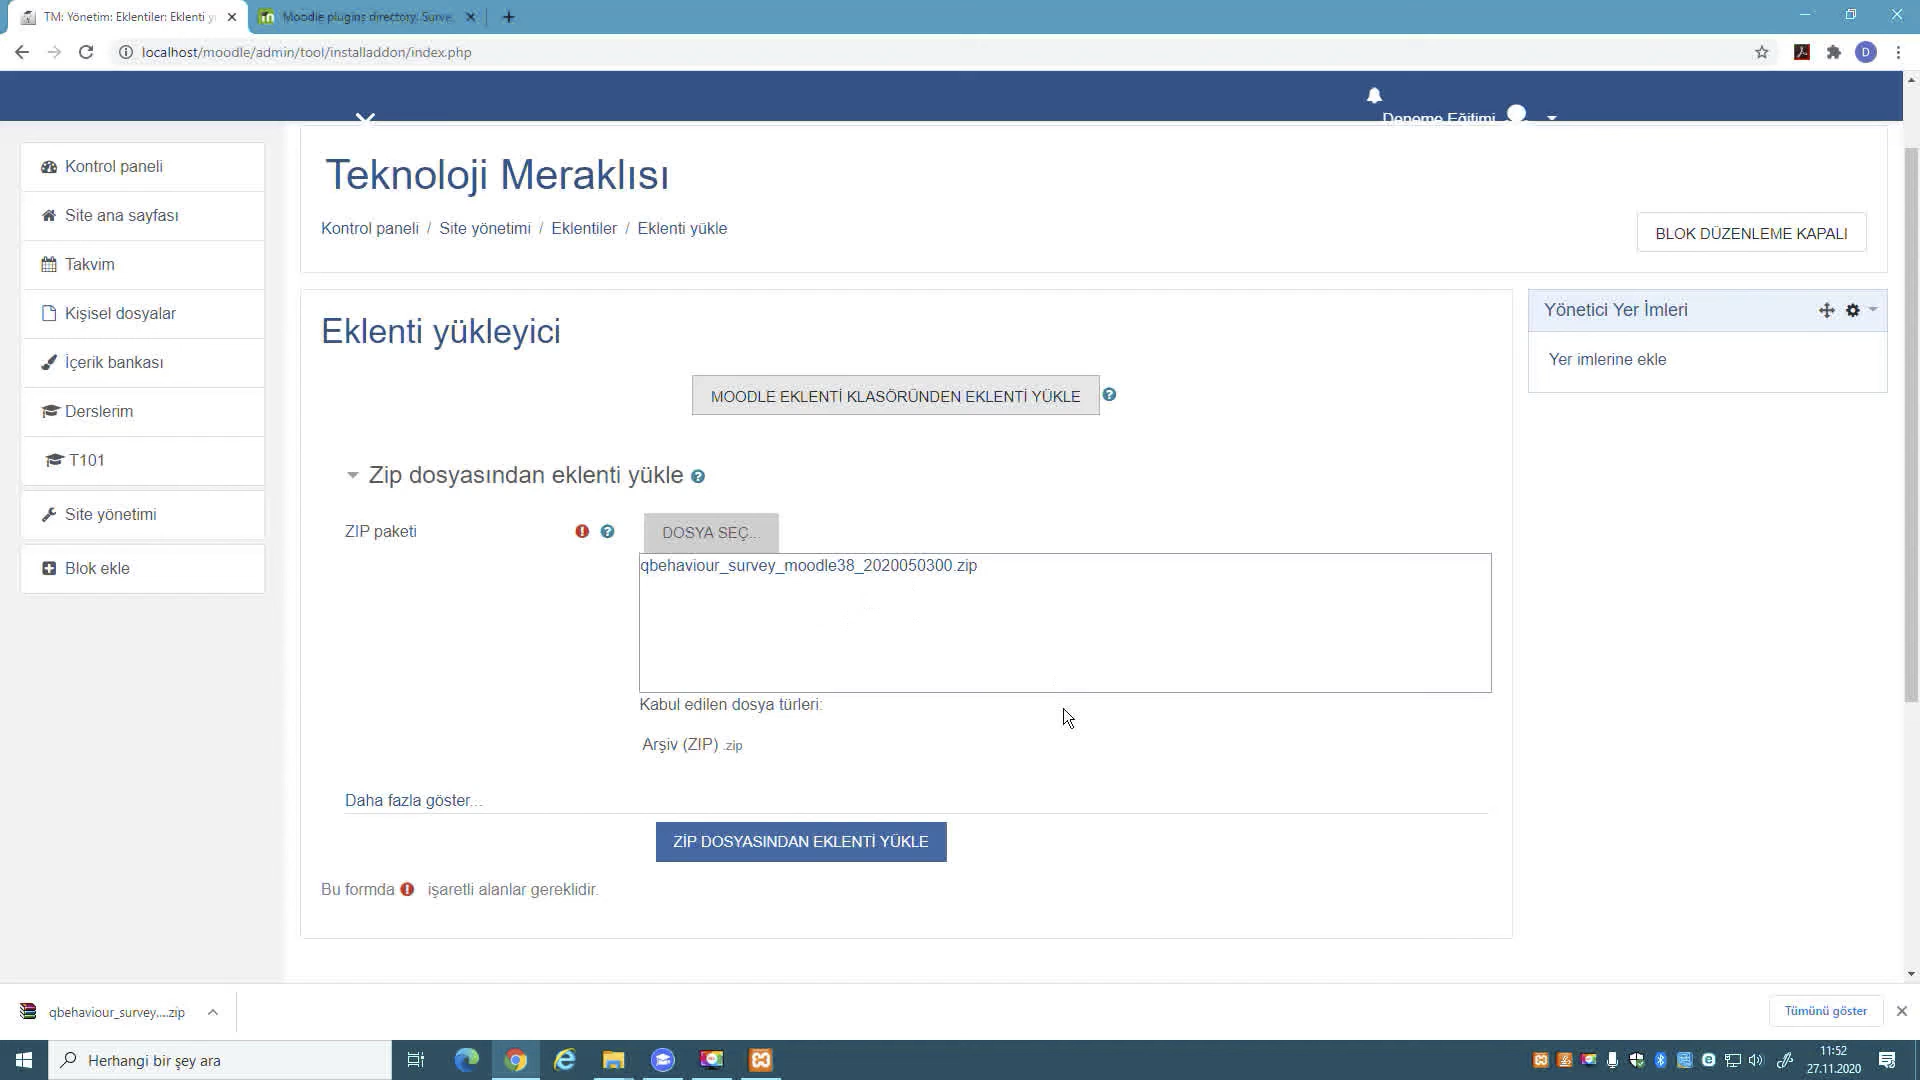 TM: Yönetim: Eklentiler: Eklenti y
Moodle plugins directory: Surve
localhost/moodle/admin/tool/installaddon/index.php
D
Deneme Eğitimi
Kontrol paneli
Site ana sayfası
Takvim
Kişisel dosyalar
İçerik bankası
Derslerim
T101
Site yönetimi
Blok ekle
Teknoloji Meraklısı
Kontrol paneli / Site yönetimi / Eklentiler / Eklenti yükle
BLOK DÜZENLEME KAPALI
Eklenti yükleyici
MOODLE EKLENTİ KLASÖRÜNDEN EKLENTİ YÜKLE
Zip dosyasından eklenti yükle
ZIP paketi
DOSYA SEÇ...
qbehaviour_survey_moodle38_2020050300.zip
Kabul edilen dosya türleri:
Arşiv (ZIP) .zip
Daha fazla göster...
ZİP DOSYASINDAN EKLENTİ YÜKLE
Bu formda işaretli alanlar gereklidir.
Yönetici Yer İmleri
Yer imlerine ekle
qbehaviour_survey....zip
Tümünü göster
Herhangi bir şey ara
11:52
27.11.2020